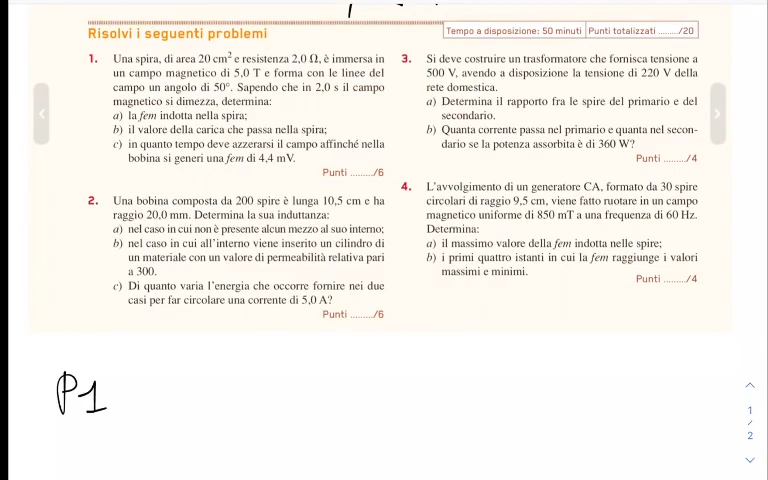 Risolvi i seguenti problemi
Tempo a disposizione: 50 minuti Punti totalizzati ........./20
1. Una spira, di area 20 cm² e resistenza 2,0 Ω, è immersa in
un campo magnetico di 5,0 T e forma con le linee del
campo un angolo di 50°. Sapendo che in 2,0 s il campo
magnetico si dimezza, determina:
a) la fem indotta nella spira;
b) il valore della carica che passa nella spira;
c) in quanto tempo deve azzerarsi il campo affinché nella
bobina si generi una fem di 4,4 mV.
Punti ........./6
2. Una bobina composta da 200 spire è lunga 10,5 cm e ha
raggio 20,0 mm. Determina la sua induttanza:
a) nel caso in cui non è presente alcun mezzo al suo interno;
b) nel caso in cui all'interno viene inserito un cilindro di
un materiale con un valore di permeabilità relativa pari
a 300.
c) Di quanto varia l'energia che occorre fornire nei due
casi per far circolare una corrente di 5,0 A?
Punti ........./6
3. Si deve costruire un trasformatore che fornisca tensione a
500 V, avendo a disposizione la tensione di 220 V della
rete domestica.
a) Determina il rapporto fra le spire del primario e del
secondario.
b) Quanta corrente passa nel primario e quanta nel secon-
dario se la potenza assorbita è di 360 W?
Punti ........./4
4. L'avvolgimento di un generatore CA, formato da 30 spire
circolari di raggio 9,5 cm, viene fatto ruotare in un campo
magnetico uniforme di 850 mT a una frequenza di 60 Hz.
Determina:
a) il massimo valore della fem indotta nelle spire;
b) i primi quattro istanti in cui la fem raggiunge i valori
massimi e minimi.
Punti ........./4
P1
1
/
2